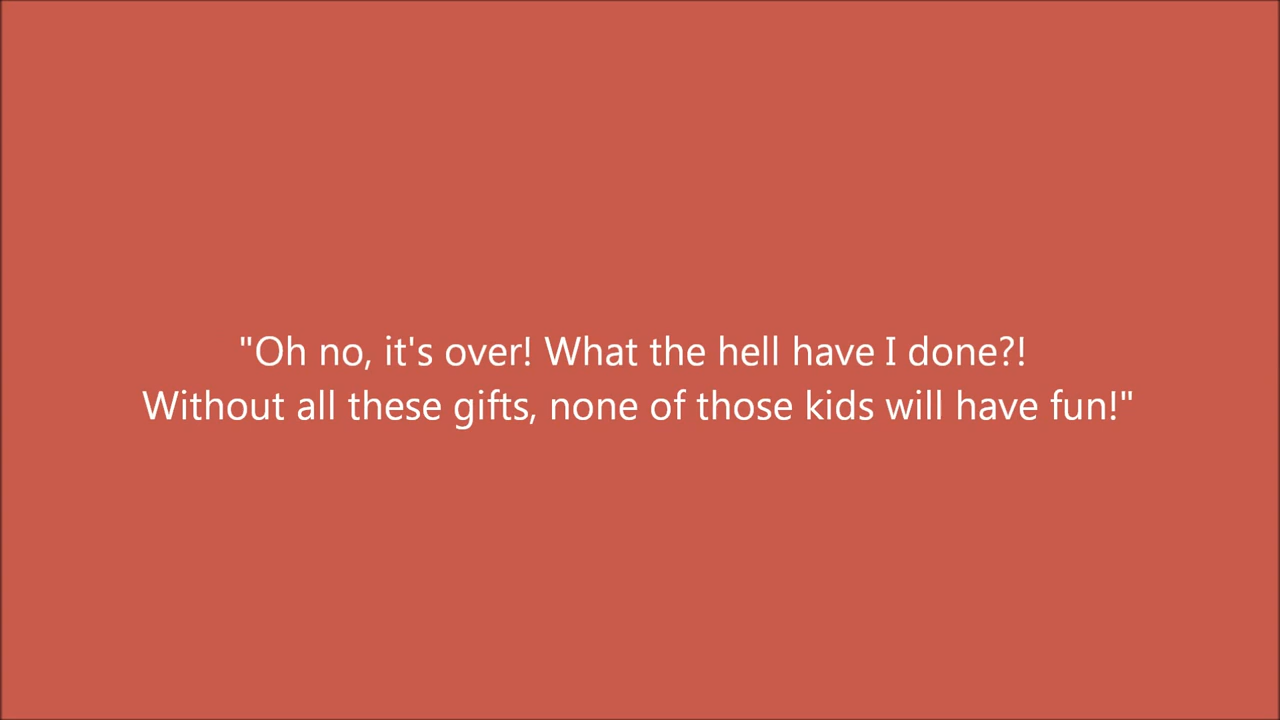 "Oh no, it's over! What the hell have I done?!
Without all these gifts, none of those kids will have fun!"